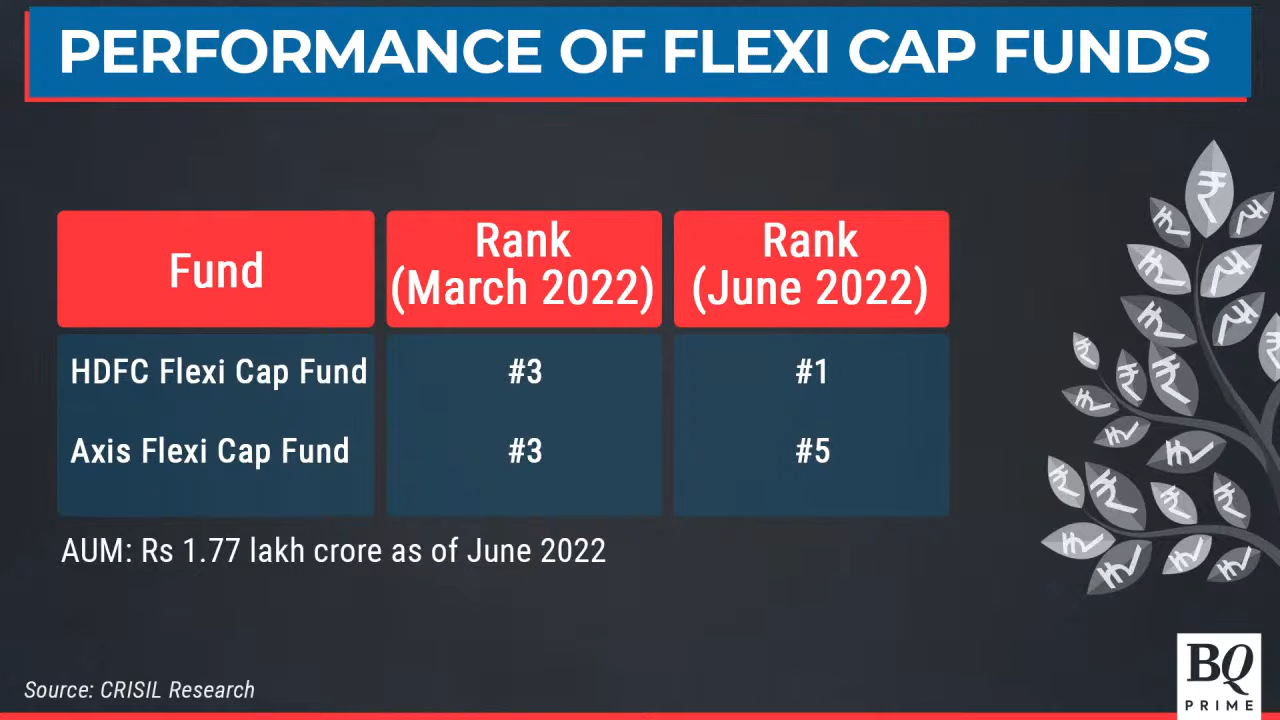 PERFORMANCE OF FLEXI CAP FUNDS
Fund
Rank
(March 2022)
Rank
(June 2022)
HDFC Flexi Cap Fund #3 #1
Axis Flexi Cap Fund #3 #5
AUM: Rs 1.77 lakh crore as of June 2022
Source: CRISIL Research
BQ
PRIME